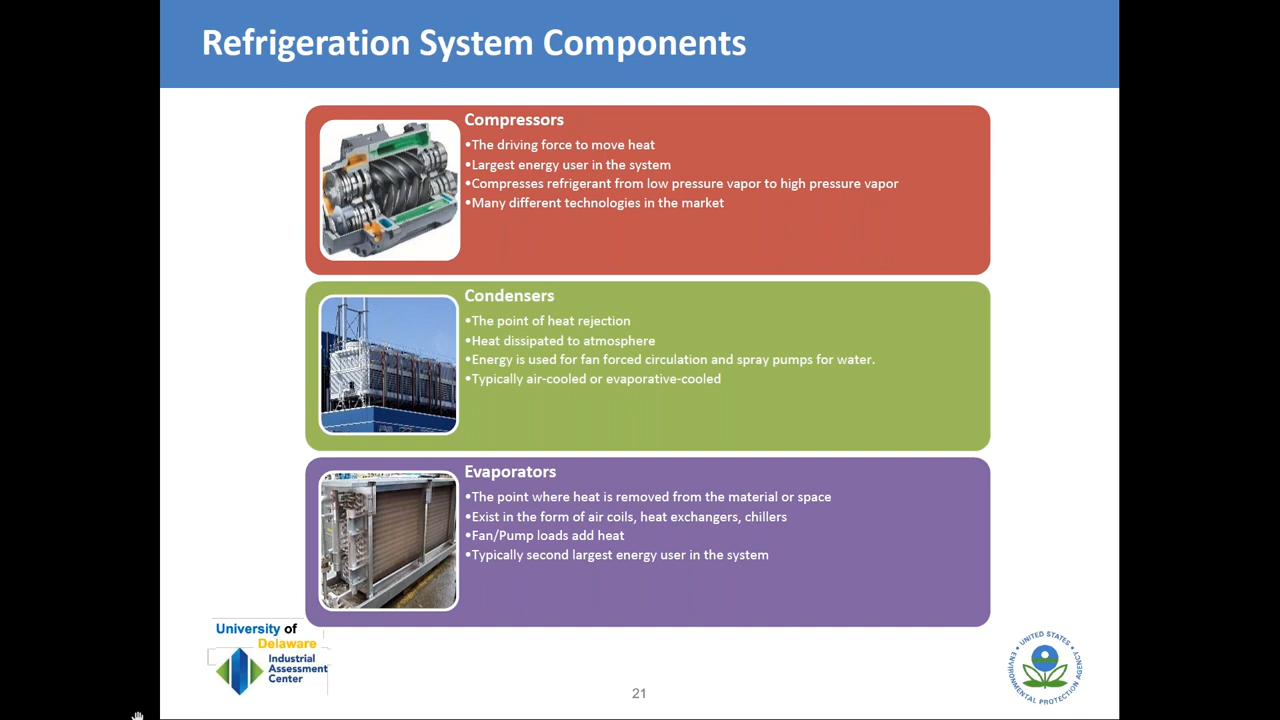 Refrigeration System Components
Compressors
•The driving force to move heat
•Largest energy user in the system
•Compresses refrigerant from low pressure vapor to high pressure vapor
•Many different technologies in the market
Condensers
•The point of heat rejection
•Heat dissipated to atmosphere
•Energy is used for fan forced circulation and spray pumps for water.
•Typically air-cooled or evaporative-cooled
Evaporators
•The point where heat is removed from the material or space
•Exist in the form of air coils, heat exchangers, chillers
•Fan/Pump loads add heat
•Typically second largest energy user in the system
University of
Delaware
Industrial
Assessment
Center
21
UNITED STATES
ENVIRONMENTAL PROTECTION AGENCY